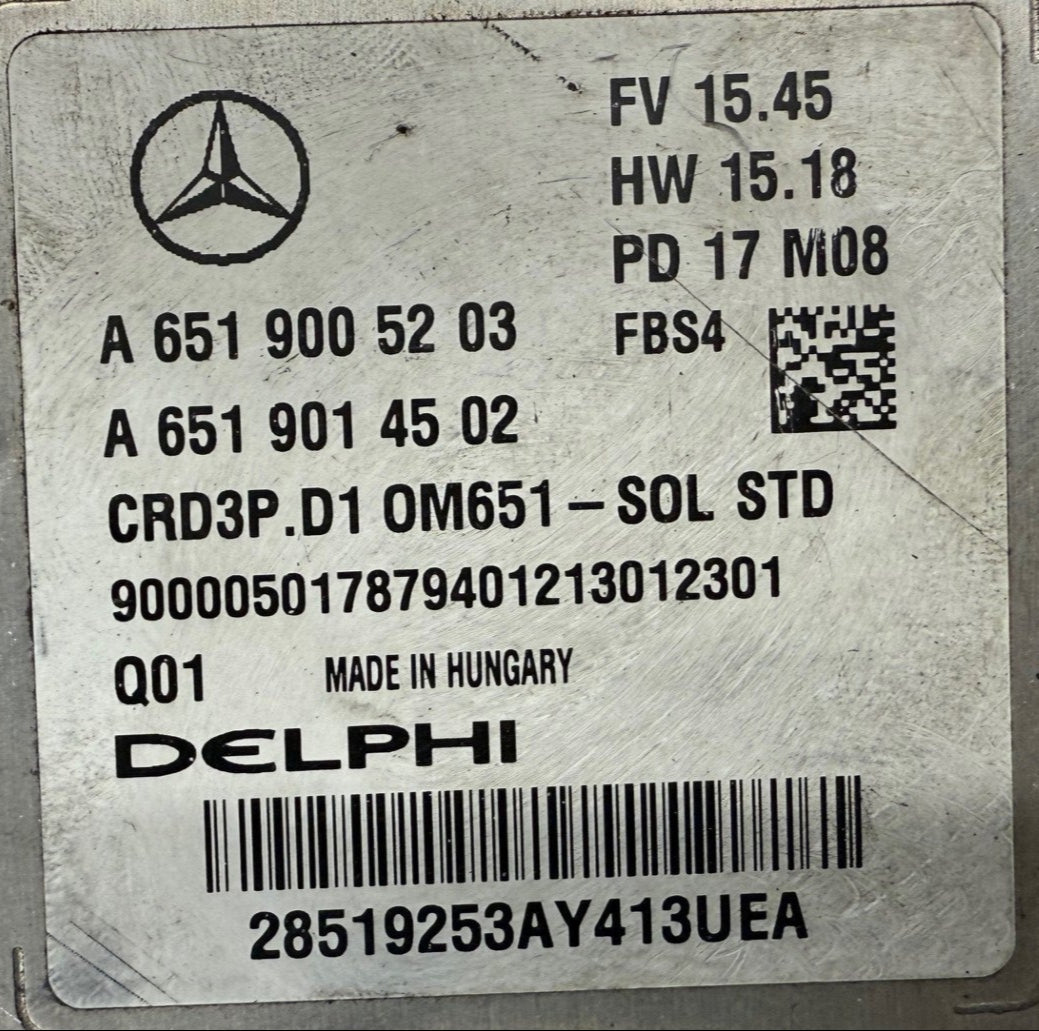 FV 15.45
HW 15.18
PD 17 M08
A 651 900 52 03
FBS4
A 651 901 45 02
CRD3P.D1 OM651 – SOL STD
900005017879401213012301
Q01 MADE IN HUNGARY
DELPHI
28519253AY413UEA